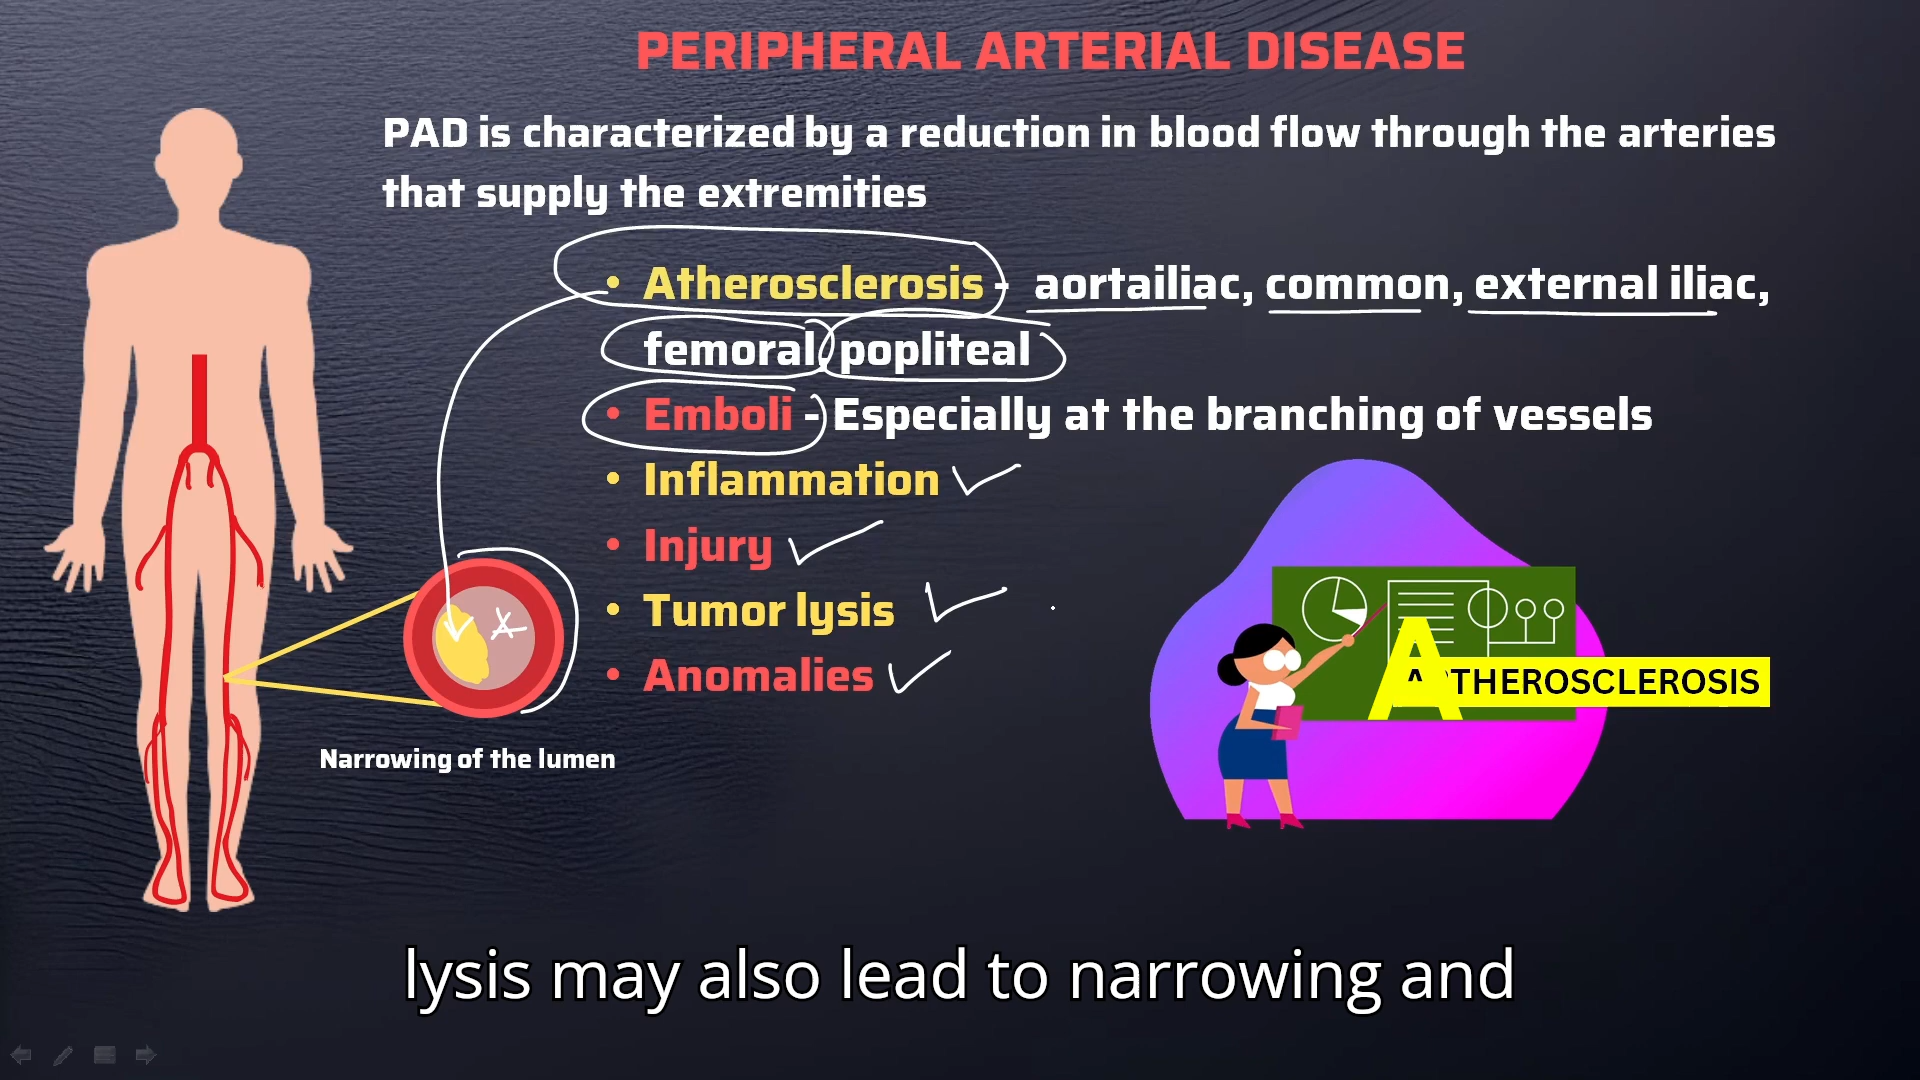 PERIPHERAL ARTERIAL DISEASE
PAD is characterized by a reduction in blood flow through the arteries
that supply the extremities
• Atherosclerosis - aortailiac, common, external iliac,
femoral, popliteal
• Emboli - Especially at the branching of vessels
• Inflammation
• Injury
• Tumor lysis
• Anomalies
ATHEROSCLEROSIS
Narrowing of the lumen
lysis may also lead to narrowing and